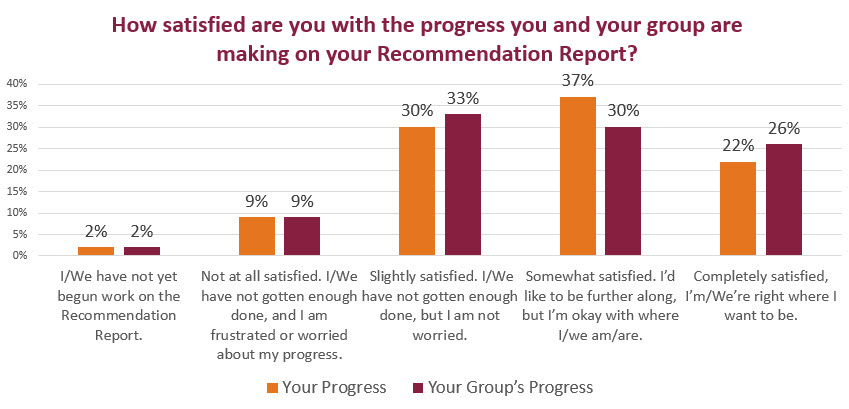 How satisfied are you with the progress you and your group are
making on your Recommendation Report?
40%
35%
30%
25%
20%
15%
10%
5%
0%
2%
2%
9%
9%
30%
33%
37%
30%
22%
26%
I/We have not yet
begun work on the
Recommendation
Report.
Not at all satisfied. I/We
have not gotten enough
done, and I am
frustrated or worried
about my progress.
Slightly satisfied. I/We
have not gotten enough
done, but I am not
worried.
Somewhat satisfied. I’d
like to be further along,
but I’m okay with where
I/we am/are.
Completely satisfied,
I’m/We’re right where I
want to be.
Your Progress
Your Group’s Progress